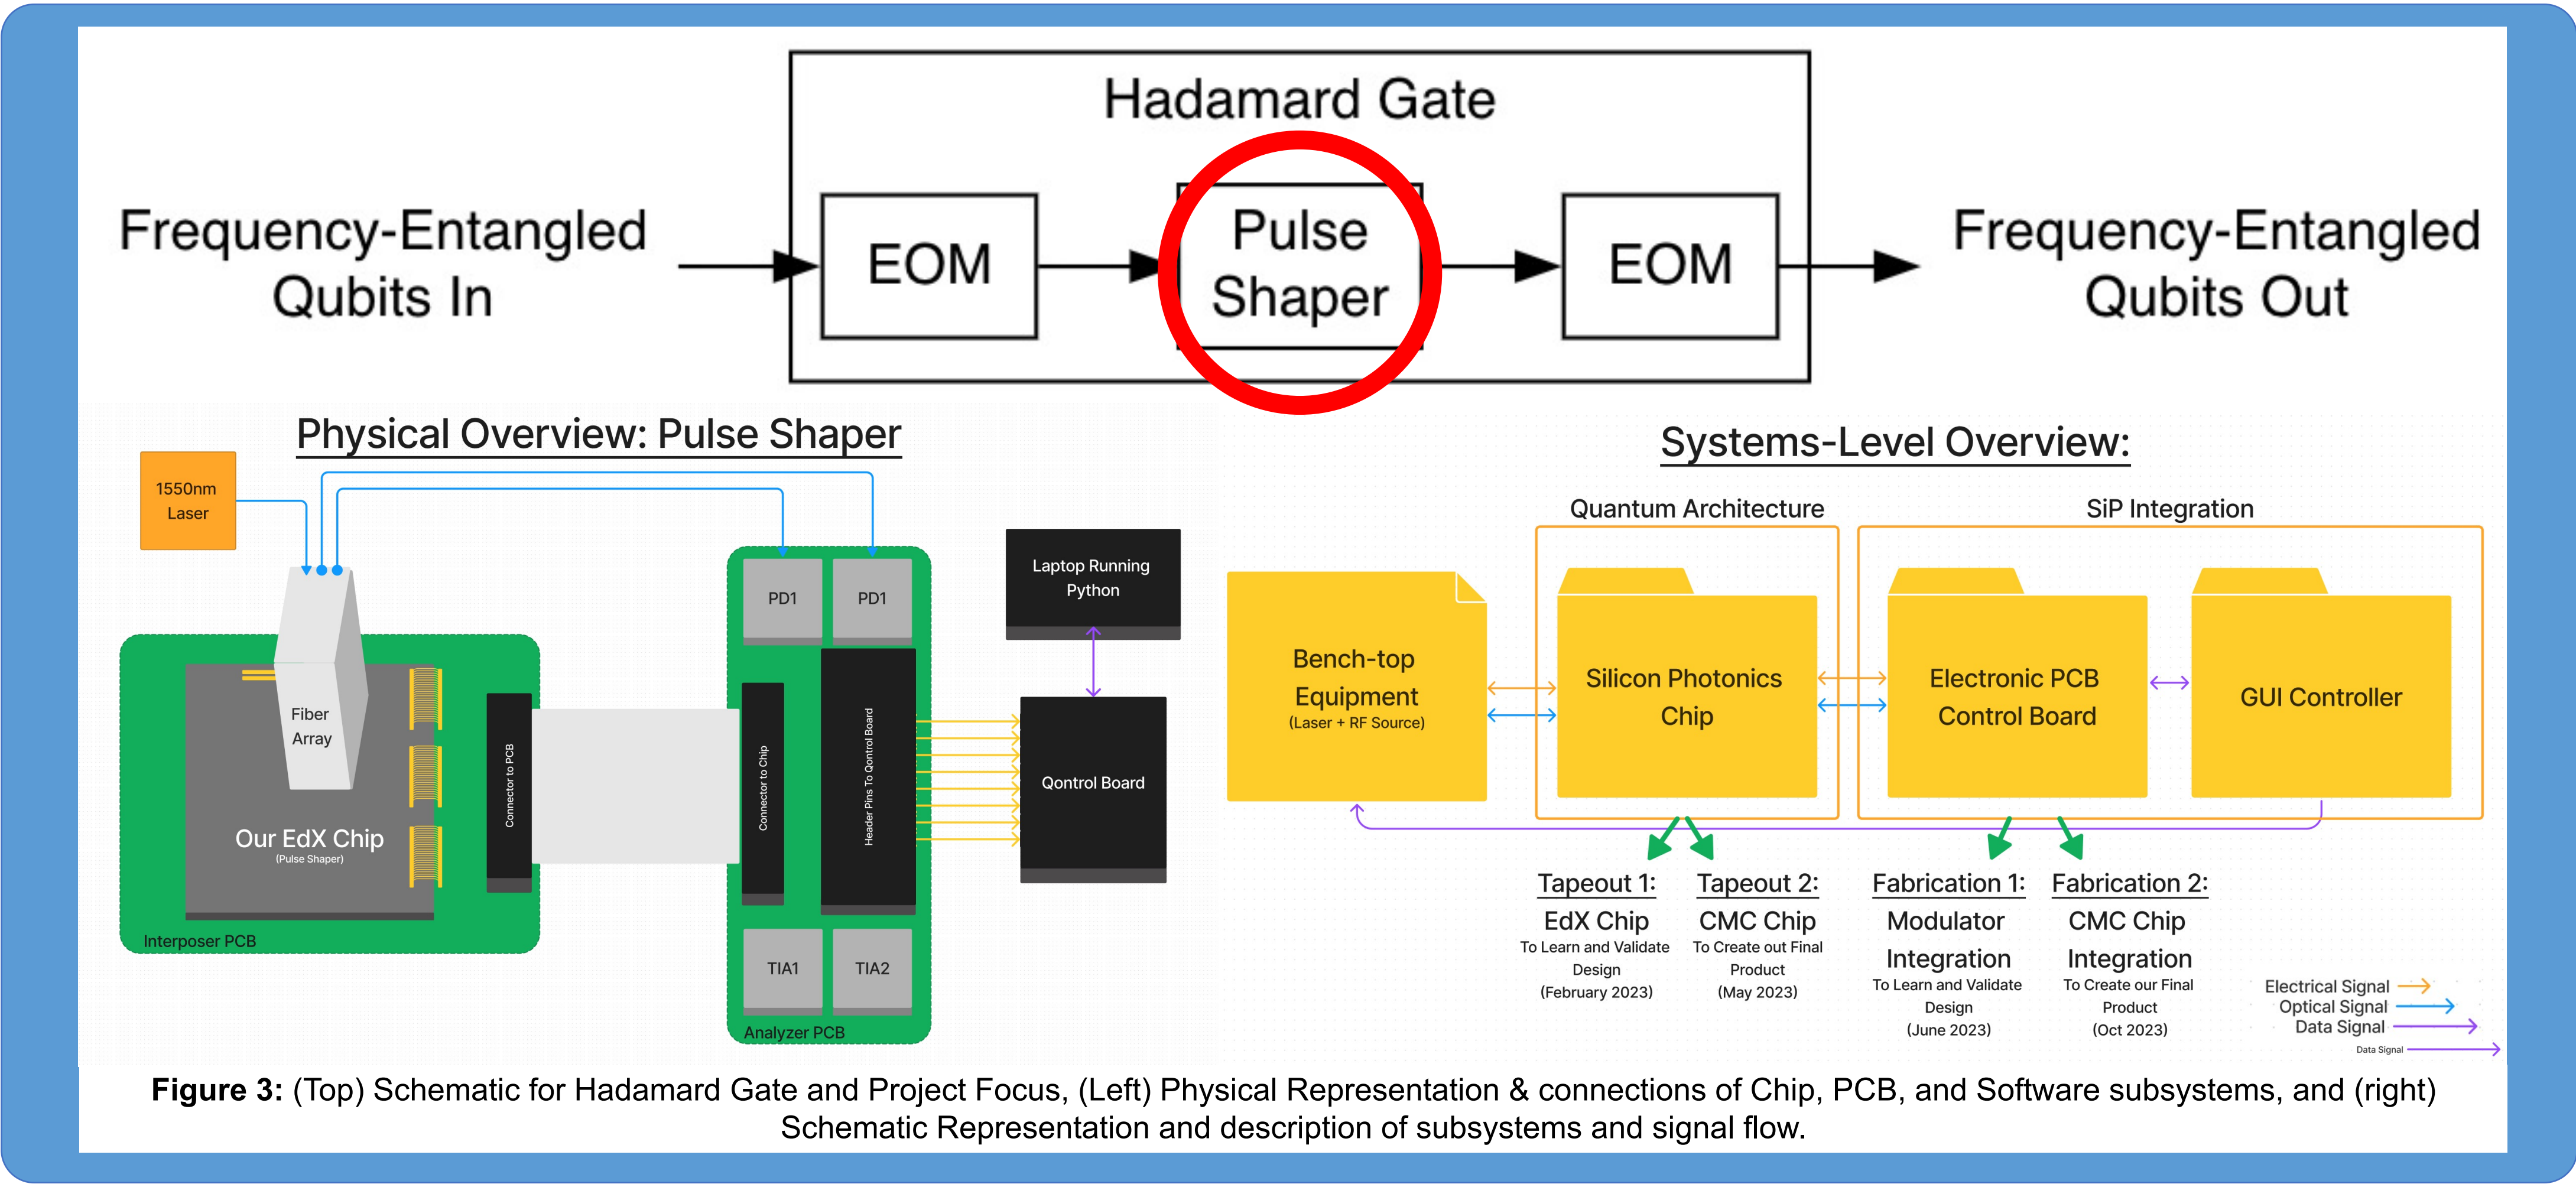 Hadamard Gate
Frequency-Entangled
Qubits In
EOM
Pulse
Shaper
EOM
Frequency-Entangled
Qubits Out
Physical Overview: Pulse Shaper
1550nm
Laser
Fiber
Array
Our EdX Chip
(Pulse Shaper)
Interposer PCB
Connector to PCB
Connector to Chip
PD1
PD1
Header Pins To Qontrol Board
TIA1
TIA2
Analyzer PCB
Laptop Running
Python
Qontrol Board
Systems-Level Overview:
Quantum Architecture
SiP Integration
Bench-top
Equipment
(Laser + RF Source)
Silicon Photonics
Chip
Electronic PCB
Control Board
GUI Controller
Tapeout 1:
EdX Chip
To Learn and Validate
Design
(February 2023)
Tapeout 2:
CMC Chip
To Create out Final
Product
(May 2023)
Fabrication 1:
Modulator
Integration
To Learn and Validate
Design
(June 2023)
Fabrication 2:
CMC Chip
Integration
To Create our Final
Product
(Oct 2023)
Electrical Signal
Optical Signal
Data Signal
Data Signal
Figure 3: (Top) Schematic for Hadamard Gate and Project Focus, (Left) Physical Representation & connections of Chip, PCB, and Software subsystems, and (right)
Schematic Representation and description of subsystems and signal flow.